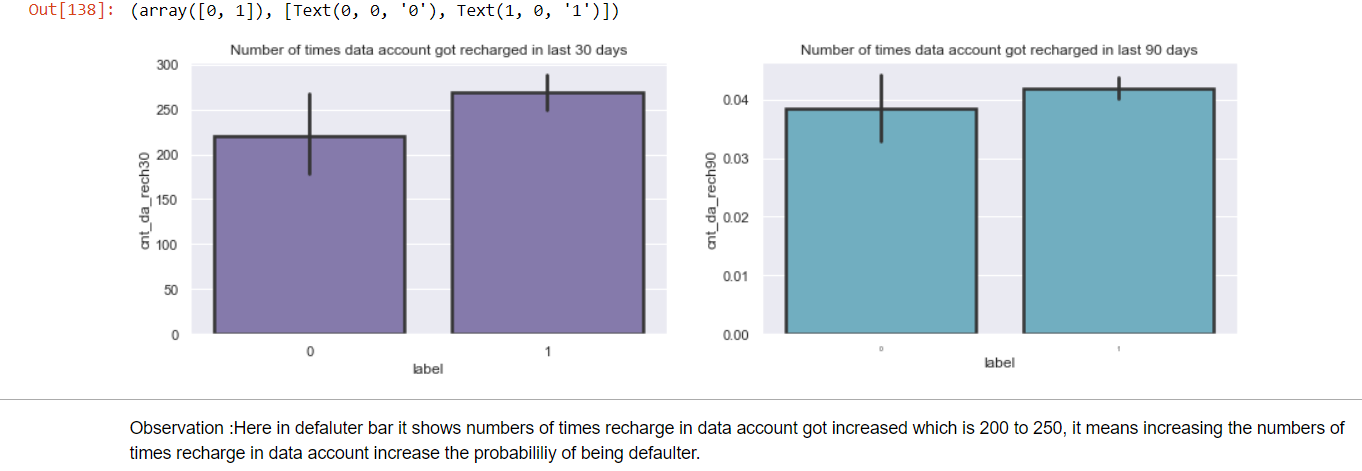 Out[138]: (array([0, 1]), [Text(0, 0, '0'), Text(1, 0, '1')])
Number of times data account got recharged in last 30 days
300
250
200
150
100
50
0
cnt_da_rech30
0 1
label
Number of times data account got recharged in last 90 days
0.04
0.03
0.02
0.01
0.00
cnt_da_rech90
0 1
label
Observation :Here in defaluter bar it shows numbers of times recharge in data account got increased which is 200 to 250, it means increasing the numbers of
times recharge in data account increase the probabililiy of being defaulter.